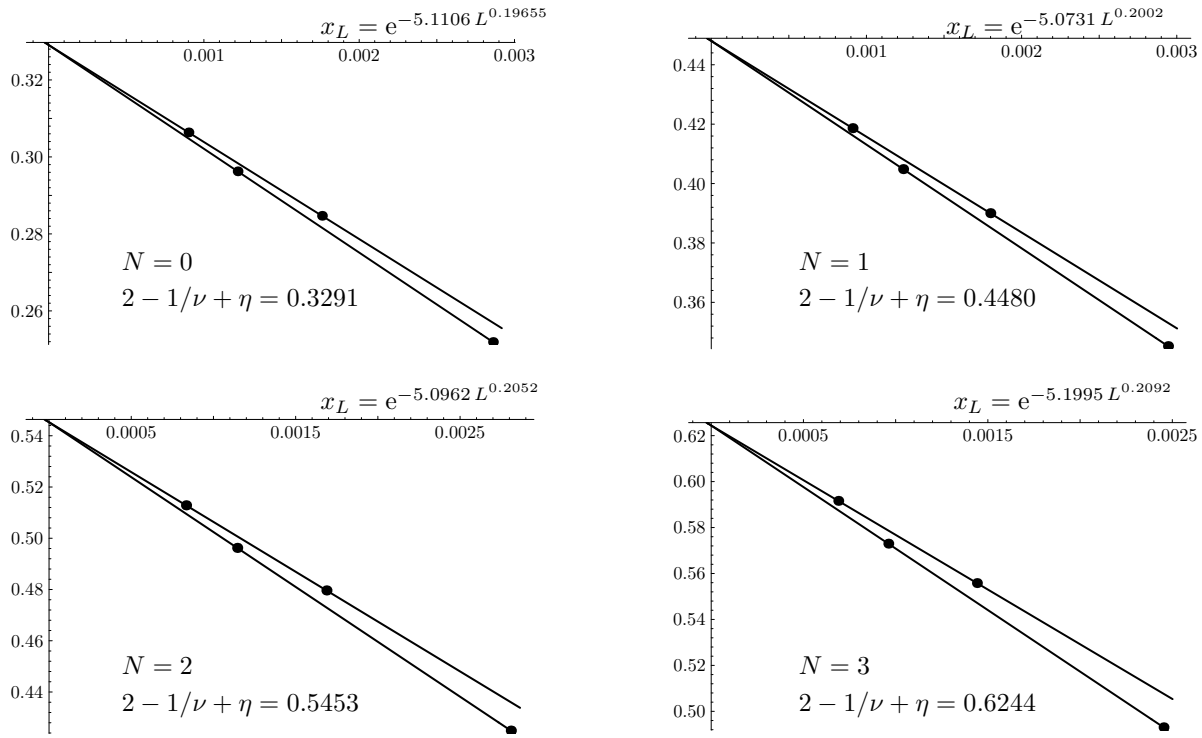 x_L = e^{-5.1106 L^{0.19655}}
0.001 0.002 0.003
0.32
0.30
0.28
0.26
N = 0
2 − 1/ν + η = 0.3291
x_L = e^{-5.0731 L^{0.2002}}
0.001 0.002 0.003
0.44
0.42
0.40
0.38
0.36
N = 1
2 − 1/ν + η = 0.4480
x_L = e^{-5.0962 L^{0.2052}}
0.0005 0.0015 0.0025
0.54
0.52
0.50
0.48
0.46
0.44
N = 2
2 − 1/ν + η = 0.5453
x_L = e^{-5.1995 L^{0.2092}}
0.0005 0.0015 0.0025
0.62
0.60
0.58
0.56
0.54
0.52
0.50
N = 3
2 − 1/ν + η = 0.6244